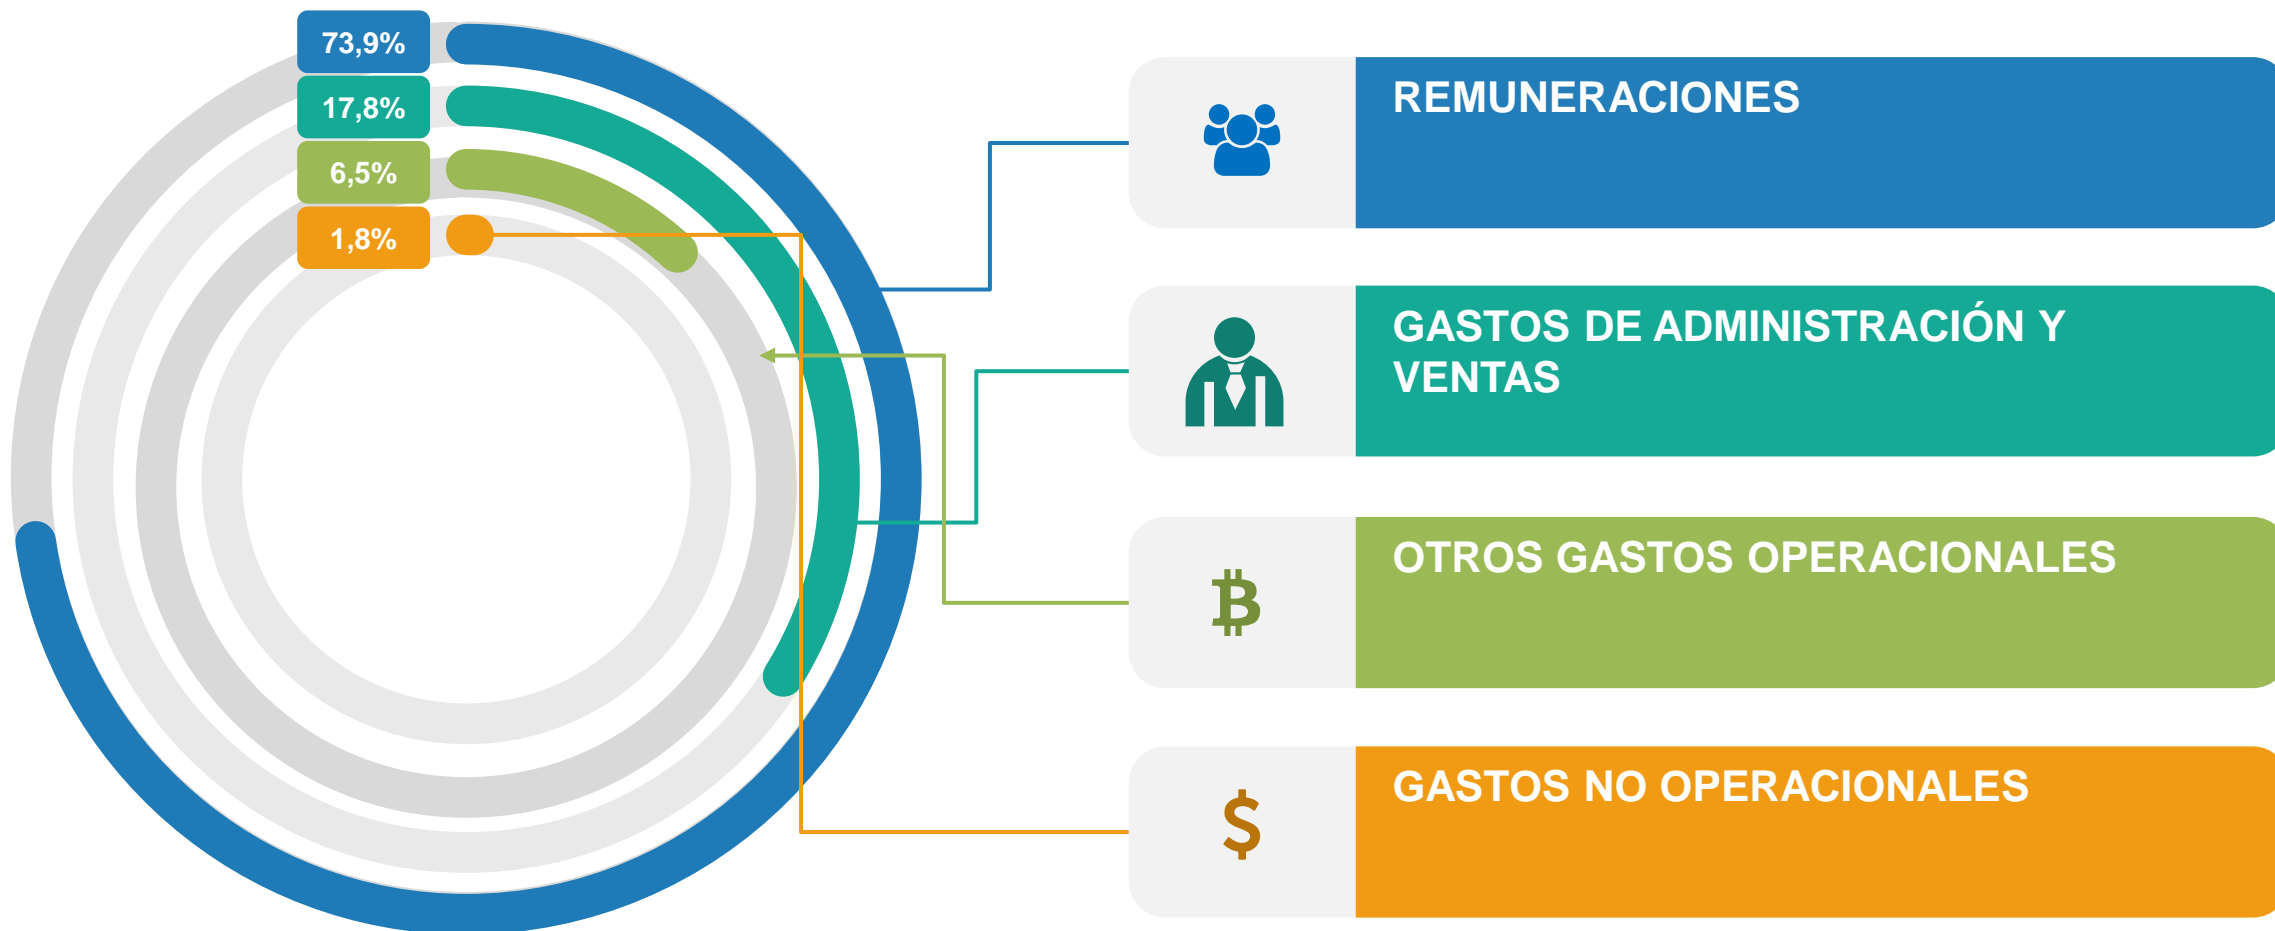 73,9%
17,8%
6,5%
1,8%
REMUNERACIONES
GASTOS DE ADMINISTRACIÓN Y
VENTAS
OTROS GASTOS OPERACIONALES
GASTOS NO OPERACIONALES